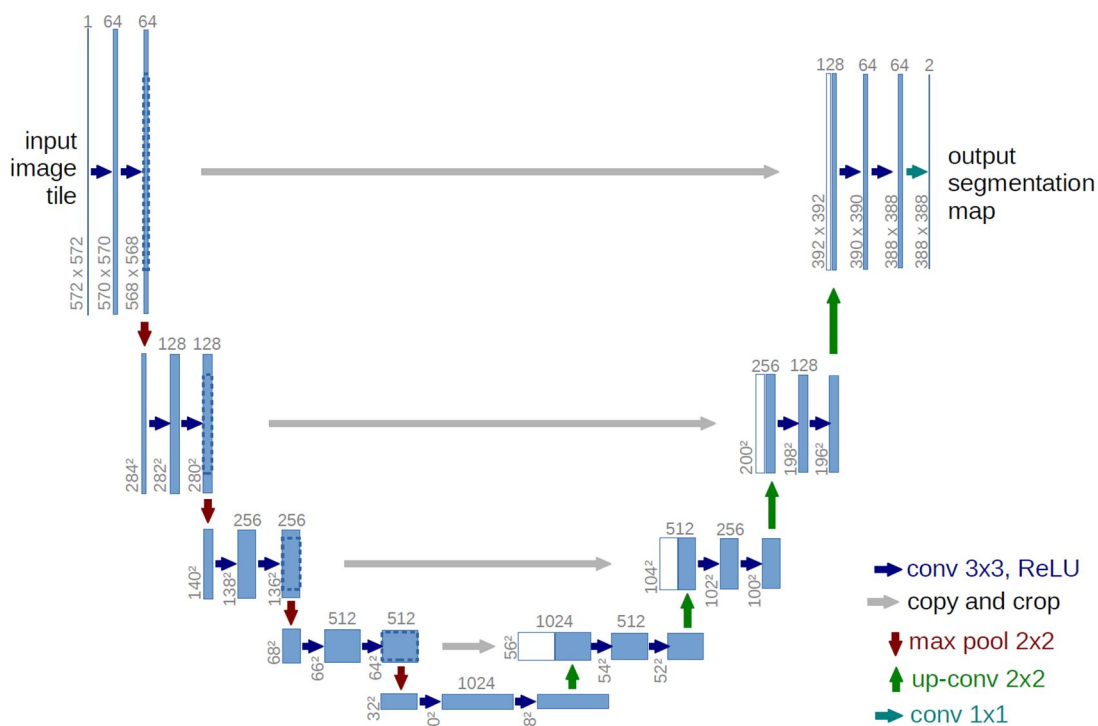 1 64 64
128 64 64 2
input
image
tile
output
segmentation
map
572 x 572
570 x 570
568 x 568
392 x 392
390 x 390
388 x 388
388 x 388
128 128
256 128
284²
282²
280²
200²
198²
196²
256 256
512 256
140²
138²
136²
104²
102²
100²
512 512
1024 512
68²
66²
64²
56²
54²
52²
1024
32²
0²
8²
conv 3x3, ReLU
copy and crop
max pool 2x2
up-conv 2x2
conv 1x1